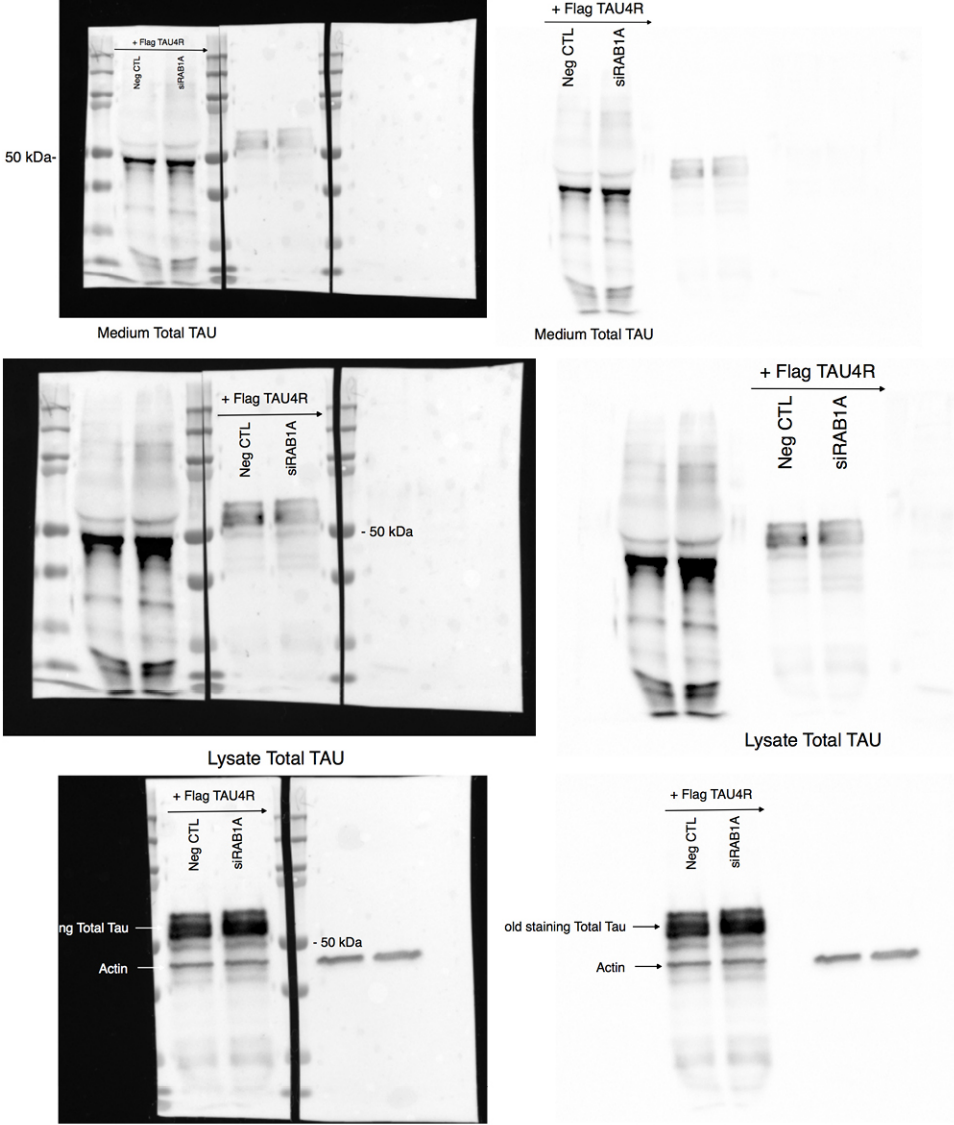 + Flag TAU4R
Neg CTL
siRAB1A
50 kDa-
Medium Total TAU
+ Flag TAU4R
Neg CTL
siRAB1A
Medium Total TAU
+ Flag TAU4R
Neg CTL
siRAB1A
- 50 kDa
Lysate Total TAU
+ Flag TAU4R
Neg CTL
siRAB1A
Lysate Total TAU
+ Flag TAU4R
Neg CTL
siRAB1A
ng Total Tau
- 50 kDa
Actin
+ Flag TAU4R
Neg CTL
siRAB1A
old staining Total Tau
Actin